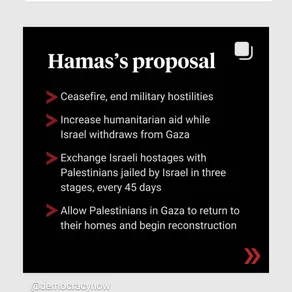 Hamas's proposal
Ceasefire, end military hostilities
Increase humanitarian aid while
Israel withdraws from Gaza
Exchange Israeli hostages with
Palestinians jailed by Israel in three
stages, every 45 days
Allow Palestinians in Gaza to return to
their homes and begin reconstruction
@democracynow